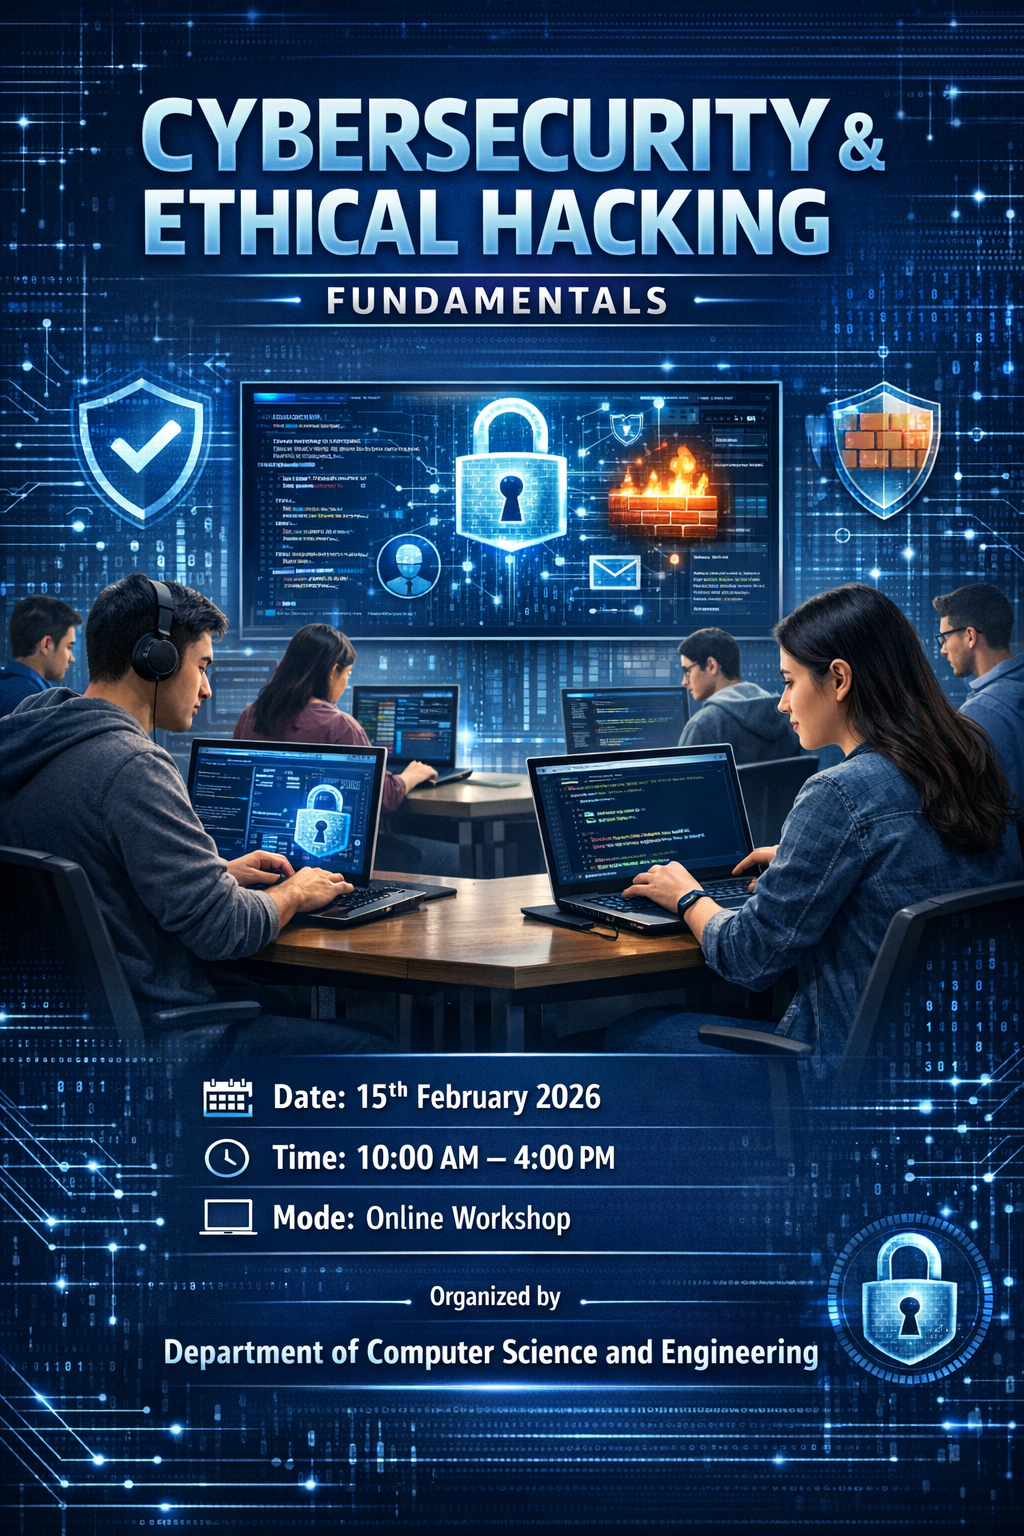 CYBERSECURITY &
ETHICAL HACKING
FUNDAMENTALS
Date: 15th February 2026
Time: 10:00 AM – 4:00 PM
Mode: Online Workshop
Organized by
Department of Computer Science and Engineering